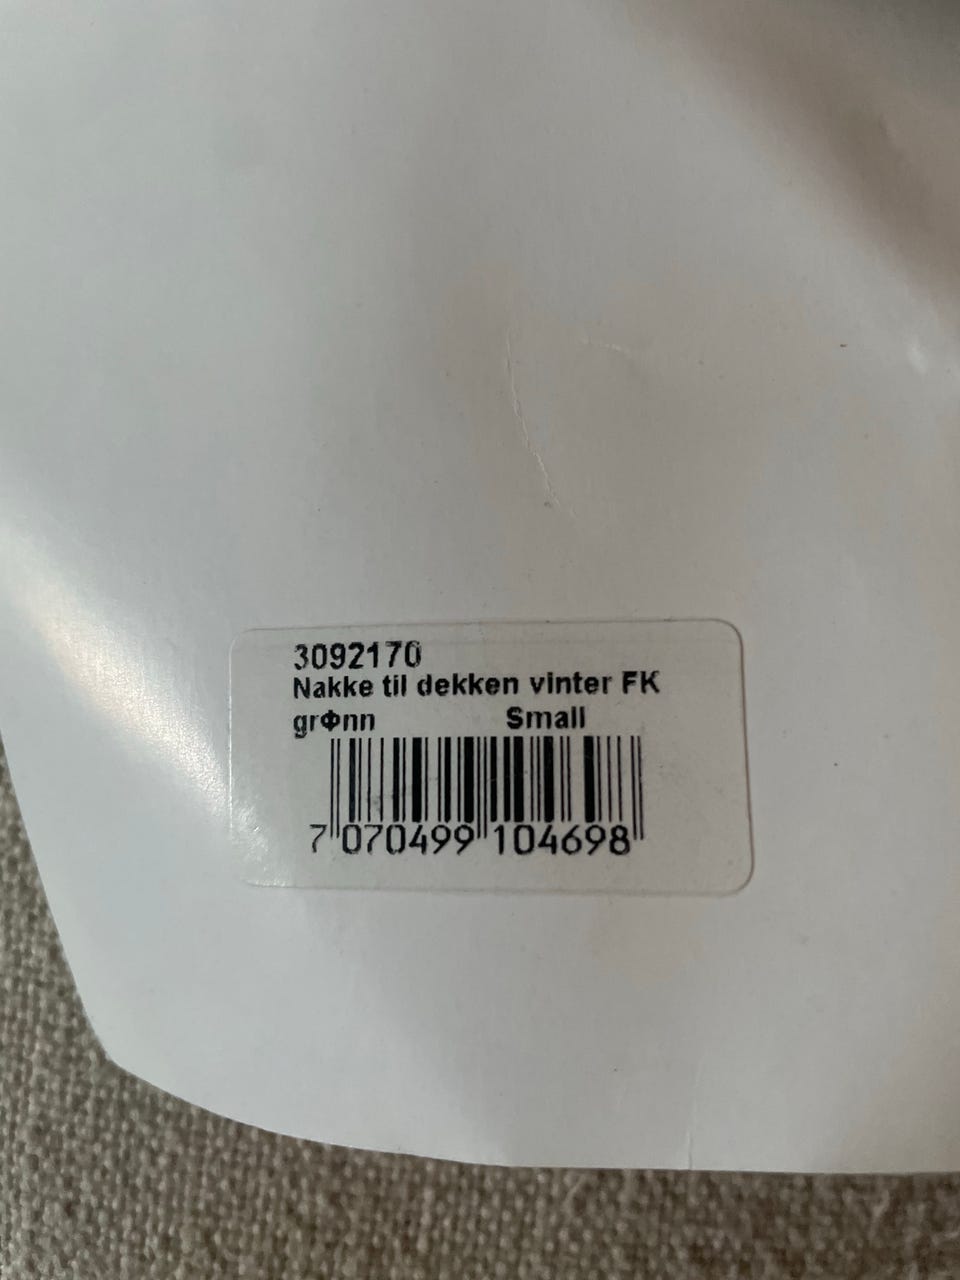 3092170
Nakke til dekken vinter FK
grΦnn Small
7 070499 104698